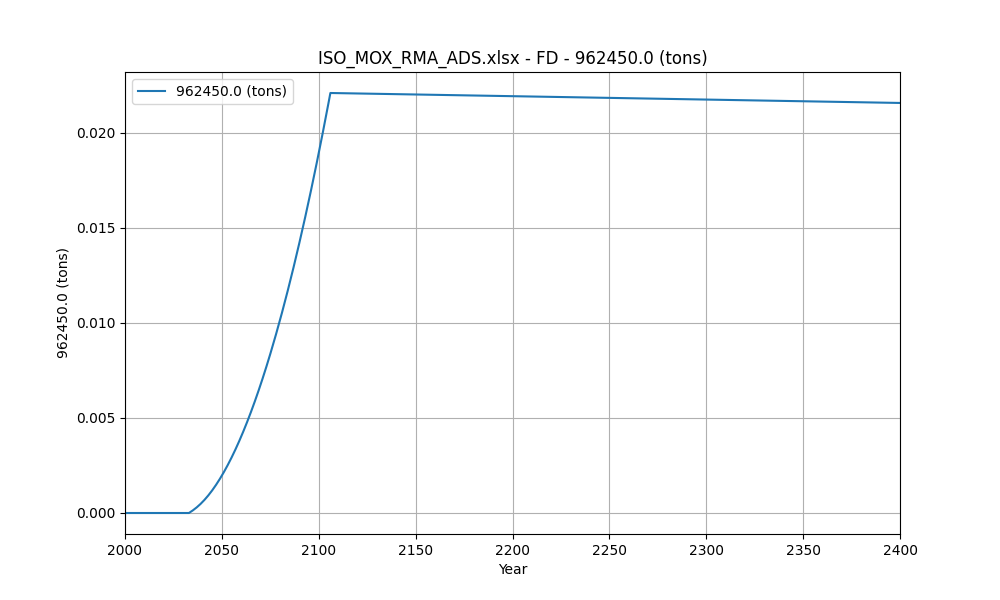 ISO_MOX_RMA_ADS.xlsx - FD - 962450.0 (tons)
962450.0 (tons)
962450.0 (tons)
0.020
0.015
0.010
0.005
0.000
2000 2050 2100 2150 2200 2250 2300 2350 2400
Year